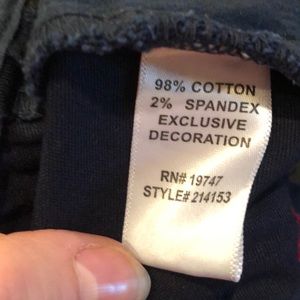 98% COTTON
2% SPANDEX
EXCLUSIVE
DECORATION
RN# 19747
STYLE# 214153